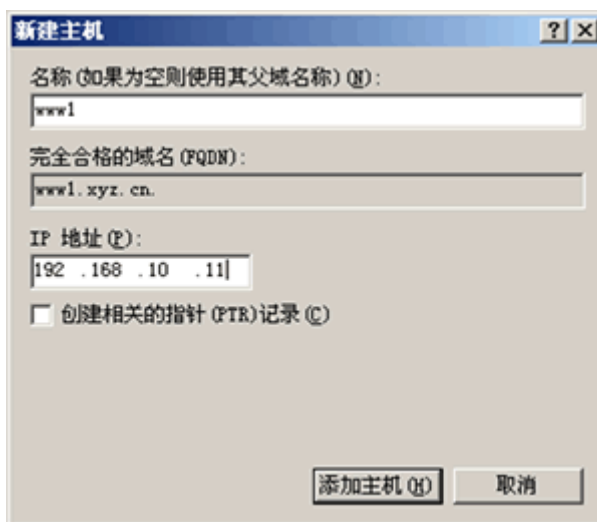 新建主机
名称(如果为空则使用其父域名称)(N):
www1
完全合格的域名(FQDN):
www1.xyz.cn.
IP 地址(P):
192 .168 .10 .11
创建相关的指针(PTR)记录(C)
添加主机(H) 取消